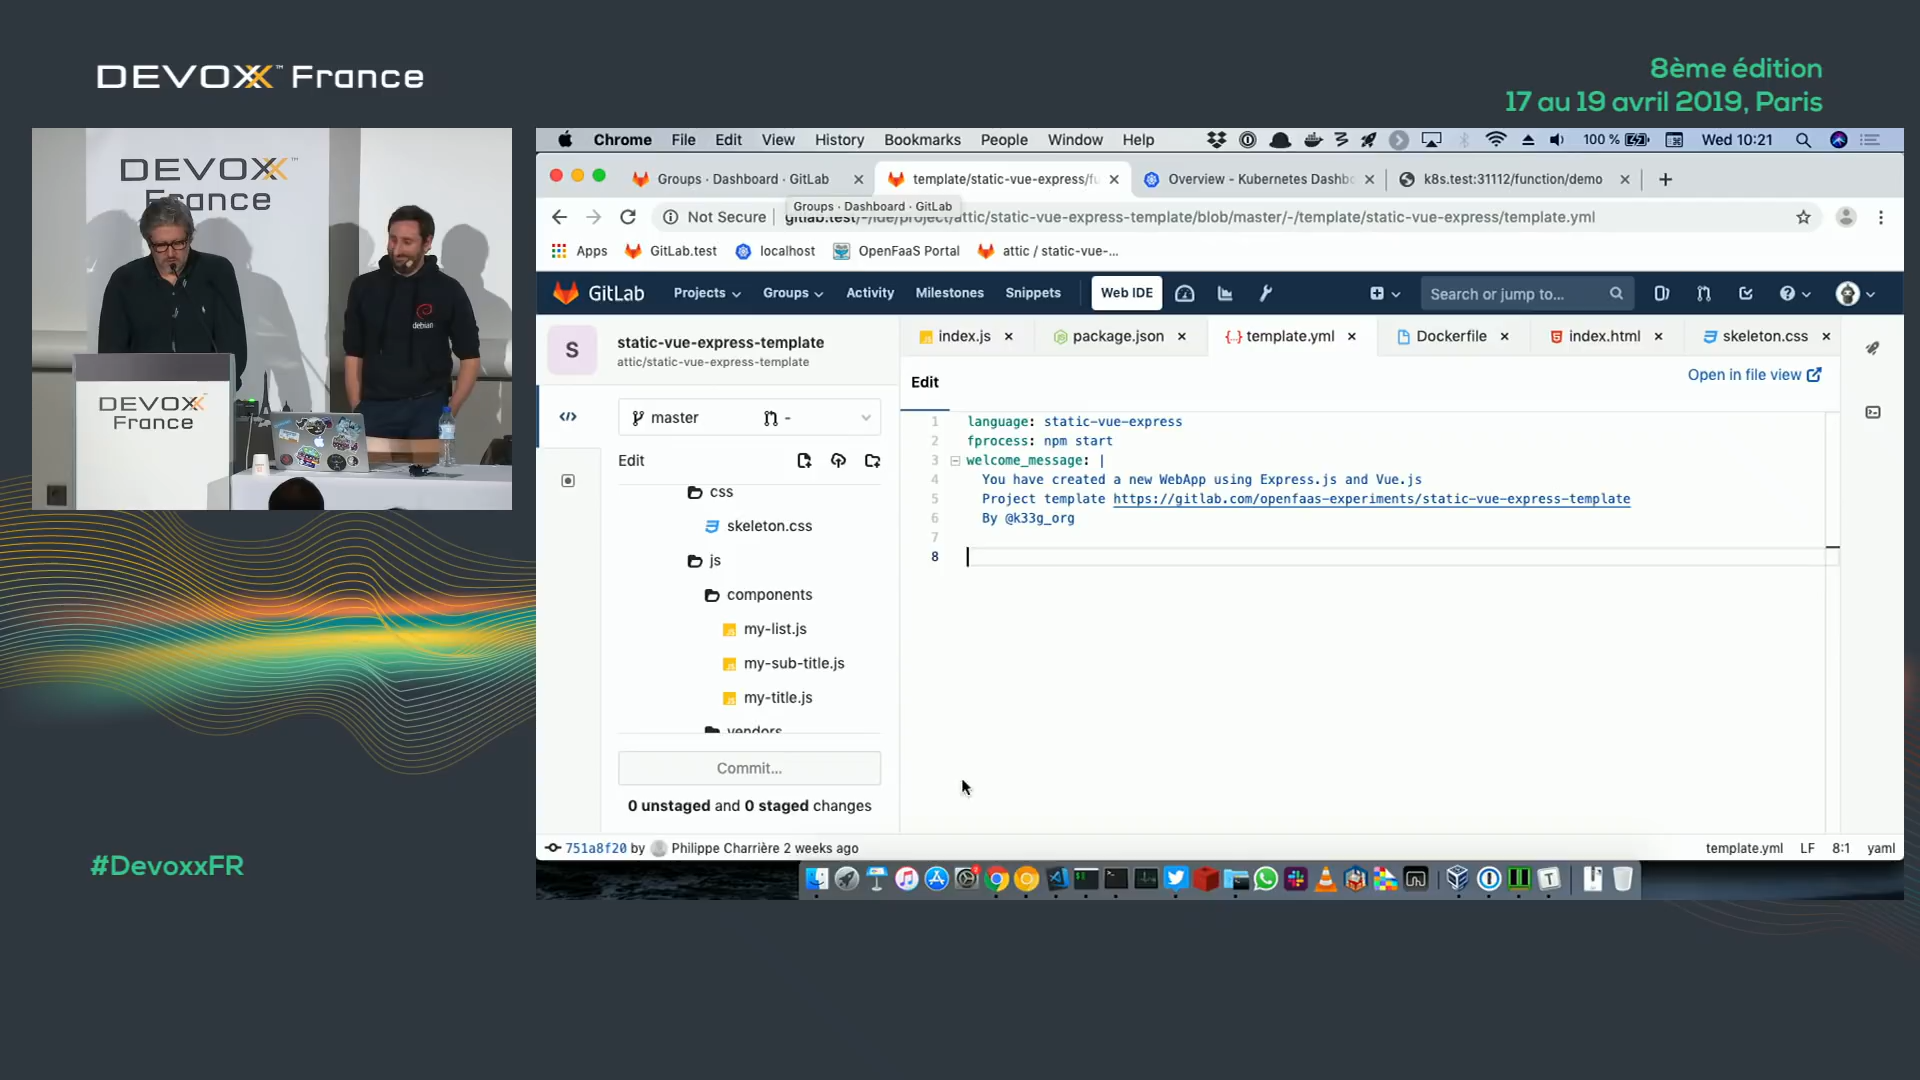 DEVOXX™ France
8ème édition
17 au 19 avril 2019, Paris
DEVOXX™
France
debian
DEVOXX
France
Chrome File Edit View History Bookmarks People Window Help
100 % Wed 10:21
Groups · Dashboard · GitLab
template/static-vue-express/fu
Overview - Kubernetes Dashb
k8s.test:31112/function/demo
Groups · Dashboard · GitLab
Not Secure gitlab.test/-/ide/project/attic/static-vue-express-template/blob/master/-/template/static-vue-express/template.yml
Apps GitLab.test localhost OpenFaaS Portal attic / static-vue-...
GitLab Projects Groups Activity Milestones Snippets Web IDE Search or jump to...
S
static-vue-express-template
attic/static-vue-express-template
index.js package.json {..} template.yml Dockerfile index.html skeleton.css
Edit
Open in file view
master -
Edit
css
skeleton.css
js
components
my-list.js
my-sub-title.js
my-title.js
vendors
Commit...
0 unstaged and 0 staged changes
1 language: static-vue-express
2 fprocess: npm start
3 welcome_message: |
4 You have created a new WebApp using Express.js and Vue.js
5 Project template https://gitlab.com/openfaas-experiments/static-vue-express-template
6 By @k33g_org
7
8
751a8f20 by Philippe Charrière 2 weeks ago
template.yml LF 8:1 yaml
#DevoxxFR